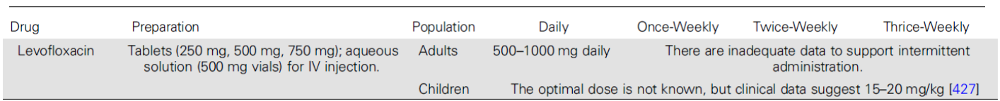 Drug Preparation Population Daily Once-Weekly Twice-Weekly Thrice-Weekly
Levofloxacin Tablets (250 mg, 500 mg, 750 mg); aqueous Adults 500–1000 mg daily There are inadequate data to support intermittent
solution (500 mg vials) for IV injection. administration.
Children The optimal dose is not known, but clinical data suggest 15–20 mg/kg [427]